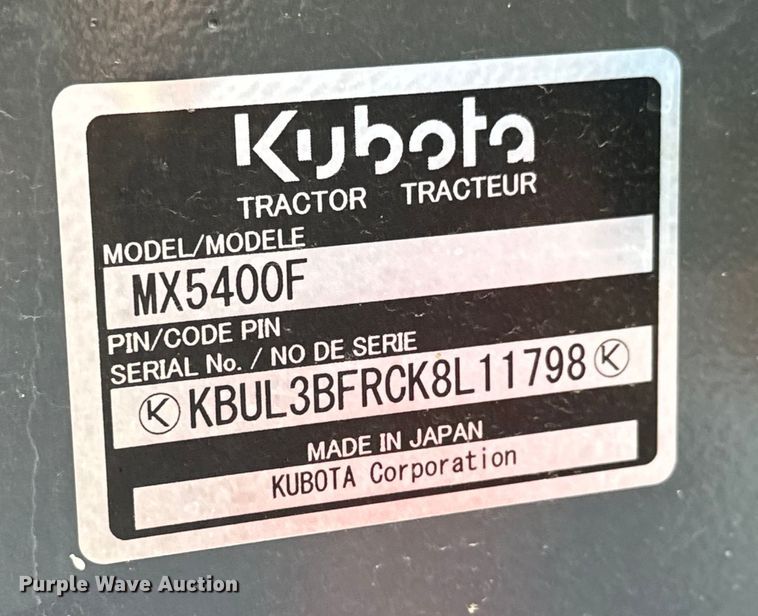 Kubota
TRACTOR TRACTEUR
MODEL/MODELE
MX5400F
PIN/CODE PIN
SERIAL No. / NO DE SERIE
Ⓚ KBUL3BFRCK8L11798 Ⓚ
MADE IN JAPAN
KUBOTA Corporation
Purple Wave Auction